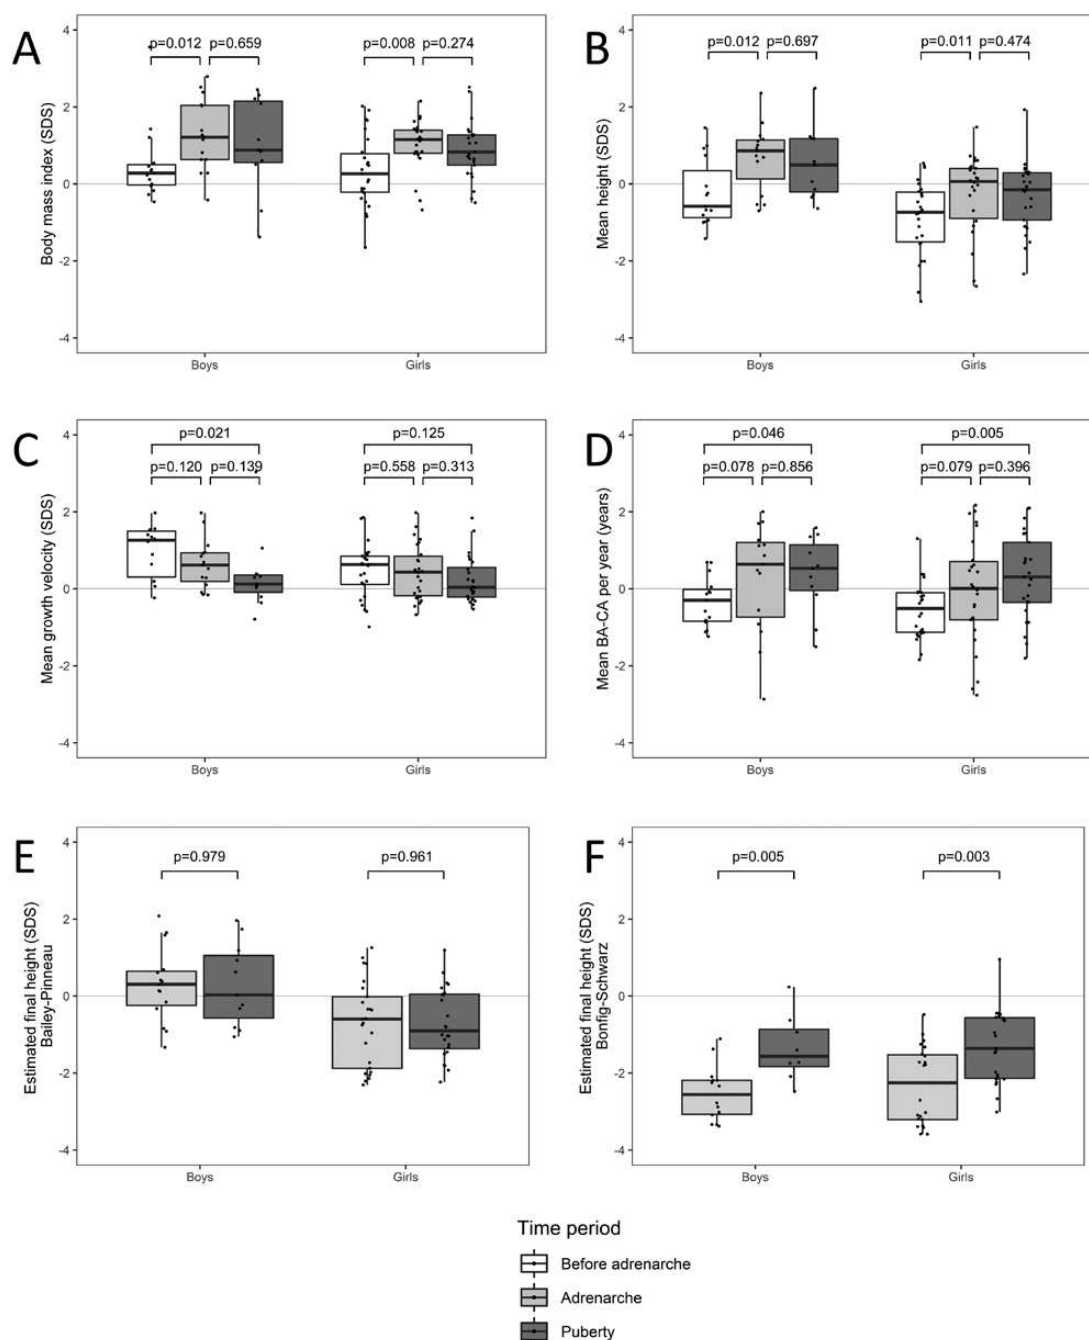 A
4
2
0
-2
-4
Body mass index (SDS)
p=0.012
p=0.659
p=0.008
p=0.274
Boys
Girls
B
4
2
0
-2
-4
Mean height (SDS)
p=0.012
p=0.697
p=0.011
p=0.474
Boys
Girls
C
4
2
0
-2
-4
Mean growth velocity (SDS)
p=0.021
p=0.125
p=0.120
p=0.139
p=0.558
p=0.313
Boys
Girls
D
4
2
0
-2
-4
Mean BA-CA per year (years)
p=0.046
p=0.005
p=0.078
p=0.856
p=0.079
p=0.396
Boys
Girls
E
4
2
0
-2
-4
Estimated final height (SDS)
Bailey-Pinneau
p=0.979
p=0.961
Boys
Girls
F
4
2
0
-2
-4
Estimated final height (SDS)
Bonfig-Schwarz
p=0.005
p=0.003
Boys
Girls
Time period
Before adrenarche
Adrenarche
Puberty